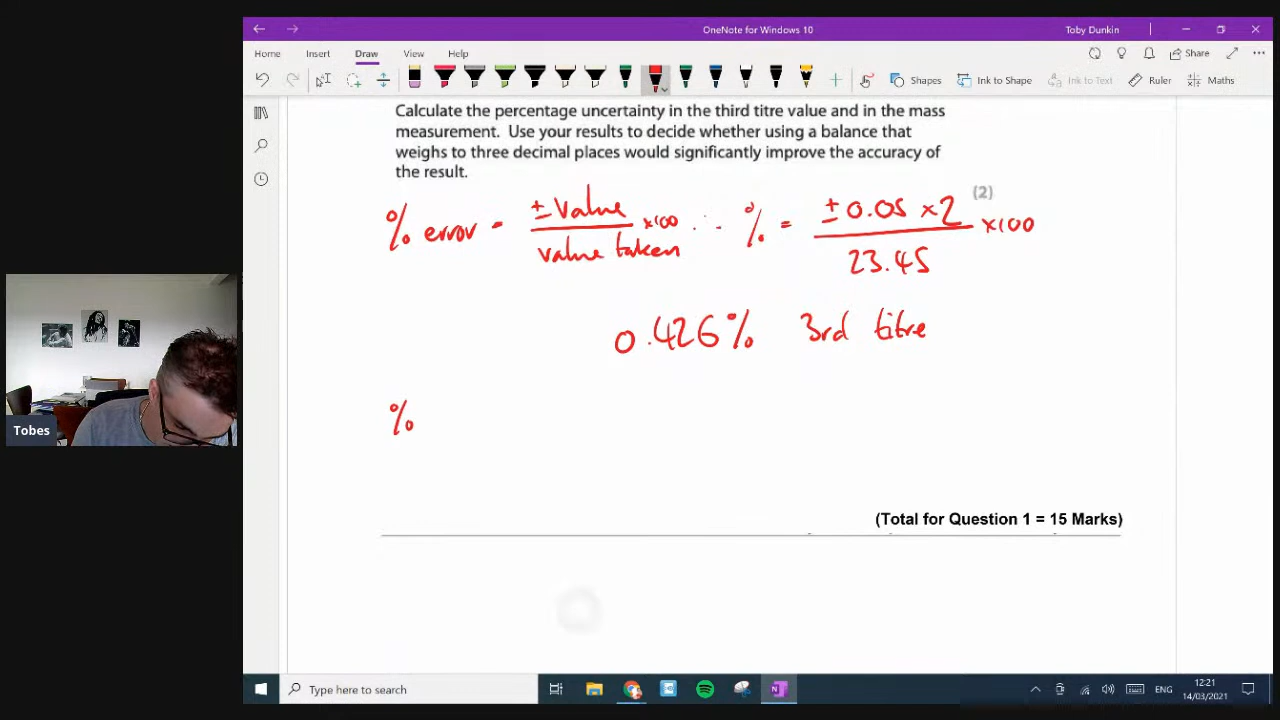 OneNote for Windows 10
Toby Dunkin
Home Insert Draw View Help
Share
Shapes Ink to Shape Ink to Text Ruler Maths
Calculate the percentage uncertainty in the third titre value and in the mass
measurement. Use your results to decide whether using a balance that
weighs to three decimal places would significantly improve the accuracy of
the result.
(2)
% error = ± value / value taken ×100 ∴ % = ± 0.05 ×2 / 23.45 ×100
0.426% 3rd titre
%
Tobes
(Total for Question 1 = 15 Marks)
Type here to search
ENG
12:21
14/03/2021